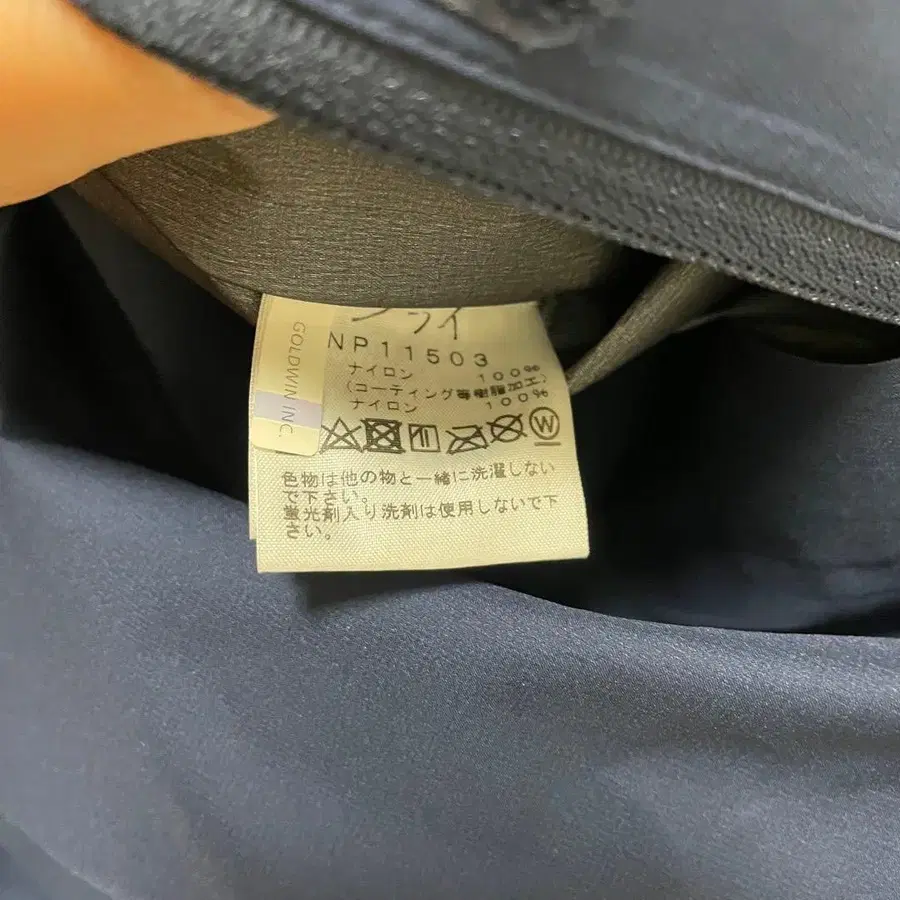 GOLDWIN INC.
NP11503
ナイロン 100%
(コーティング等樹脂加工)
ナイロン 100%
W
色物は他の物と一緒に洗濯しない
で下さい。
蛍光剤入り洗剤は使用しないで下
さい。